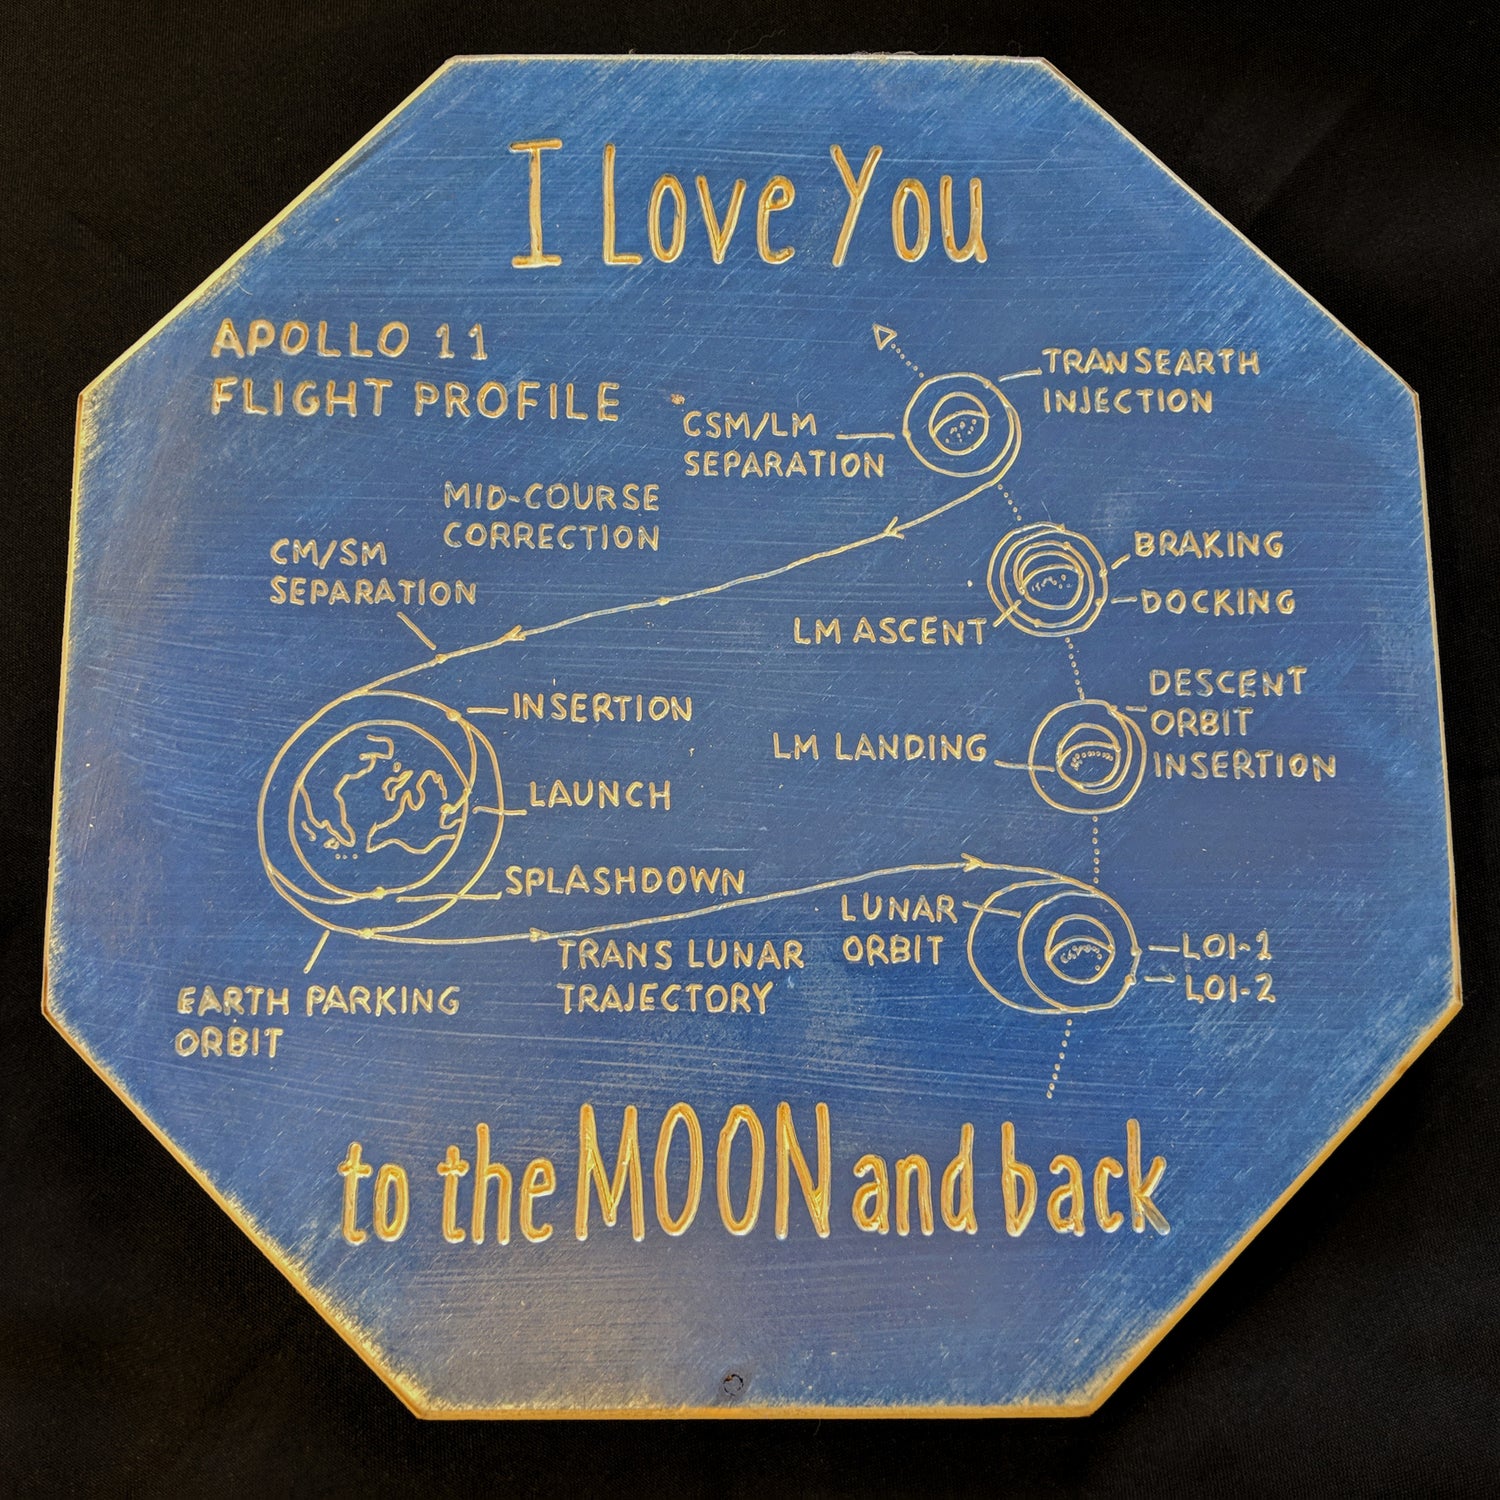 I Love You
APOLLO 11
FLIGHT PROFILE
TRANSEARTH
INJECTION
CSM/LM
SEPARATION
MID-COURSE
CORRECTION
CM/SM
SEPARATION
BRAKING
DOCKING
LM ASCENT
DESCENT
ORBIT
INSERTION
INSERTION
LM LANDING
LAUNCH
SPLASHDOWN
LUNAR
ORBIT
TRANS LUNAR
TRAJECTORY
LOI-1
LOI-2
EARTH PARKING
ORBIT
to the MOON and back